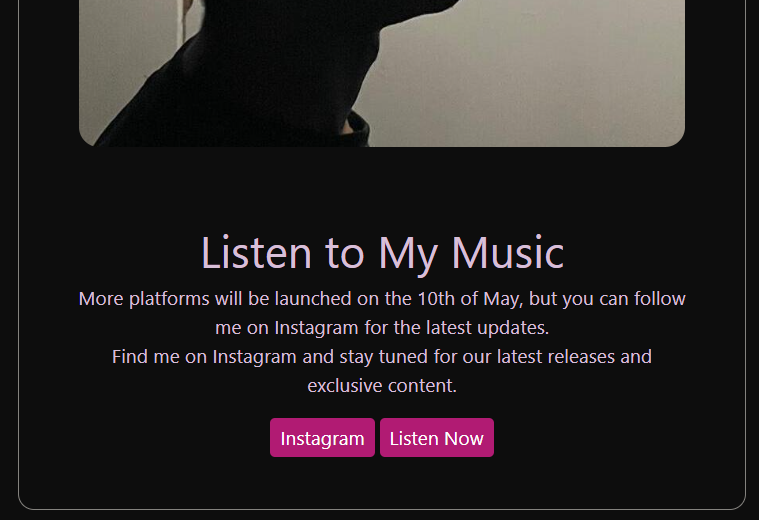 Listen to My Music
More platforms will be launched on the 10th of May, but you can follow
me on Instagram for the latest updates.
Find me on Instagram and stay tuned for our latest releases and
exclusive content.
Instagram Listen Now